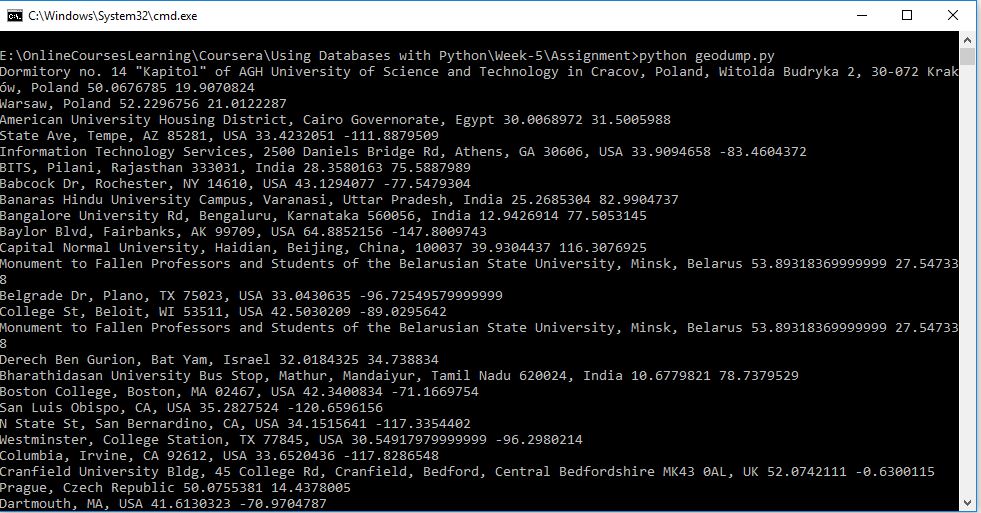 C:\Windows\System32\cmd.exe
E:\OnlineCoursesLearning\Coursera\Using Databases with Python\Week-5\Assignment>python geodump.py
Dormitory no. 14 "Kapitol" of AGH University of Science and Technology in Cracov, Poland, Witolda Budryka 2, 30-072 Krak
ów, Poland 50.0676785 19.9070824
Warsaw, Poland 52.2296756 21.0122287
American University Housing District, Cairo Governorate, Egypt 30.0068972 31.5005988
State Ave, Tempe, AZ 85281, USA 33.4232051 -111.8879509
Information Technology Services, 2500 Daniels Bridge Rd, Athens, GA 30606, USA 33.9094658 -83.4604372
BITS, Pilani, Rajasthan 333031, India 28.3580163 75.5887989
Babcock Dr, Rochester, NY 14610, USA 43.1294077 -77.5479304
Banaras Hindu University Campus, Varanasi, Uttar Pradesh, India 25.2685304 82.9904737
Bangalore University Rd, Bengaluru, Karnataka 560056, India 12.9426914 77.5053145
Baylor Blvd, Fairbanks, AK 99709, USA 64.8852156 -147.8009743
Capital Normal University, Haidian, Beijing, China, 100037 39.9304437 116.3076925
Monument to Fallen Professors and Students of the Belarusian State University, Minsk, Belarus 53.89318369999999 27.54733
8
Belgrade Dr, Plano, TX 75023, USA 33.0430635 -96.72549579999999
College St, Beloit, WI 53511, USA 42.5030209 -89.0295642
Monument to Fallen Professors and Students of the Belarusian State University, Minsk, Belarus 53.89318369999999 27.54733
8
Derech Ben Gurion, Bat Yam, Israel 32.0184325 34.738834
Bharathidasan University Bus Stop, Mathur, Mandaiyur, Tamil Nadu 620024, India 10.6779821 78.7379529
Boston College, Boston, MA 02467, USA 42.3400834 -71.1669754
San Luis Obispo, CA, USA 35.2827524 -120.6596156
N State St, San Bernardino, CA, USA 34.1515641 -117.3354402
Westminster, College Station, TX 77845, USA 30.54917979999999 -96.2980214
Columbia, Irvine, CA 92612, USA 33.6520436 -117.8286548
Cranfield University Bldg, 45 College Rd, Cranfield, Bedford, Central Bedfordshire MK43 0AL, UK 52.0742111 -0.6300115
Prague, Czech Republic 50.0755381 14.4378005
Dartmouth, MA, USA 41.6130323 -70.9704787